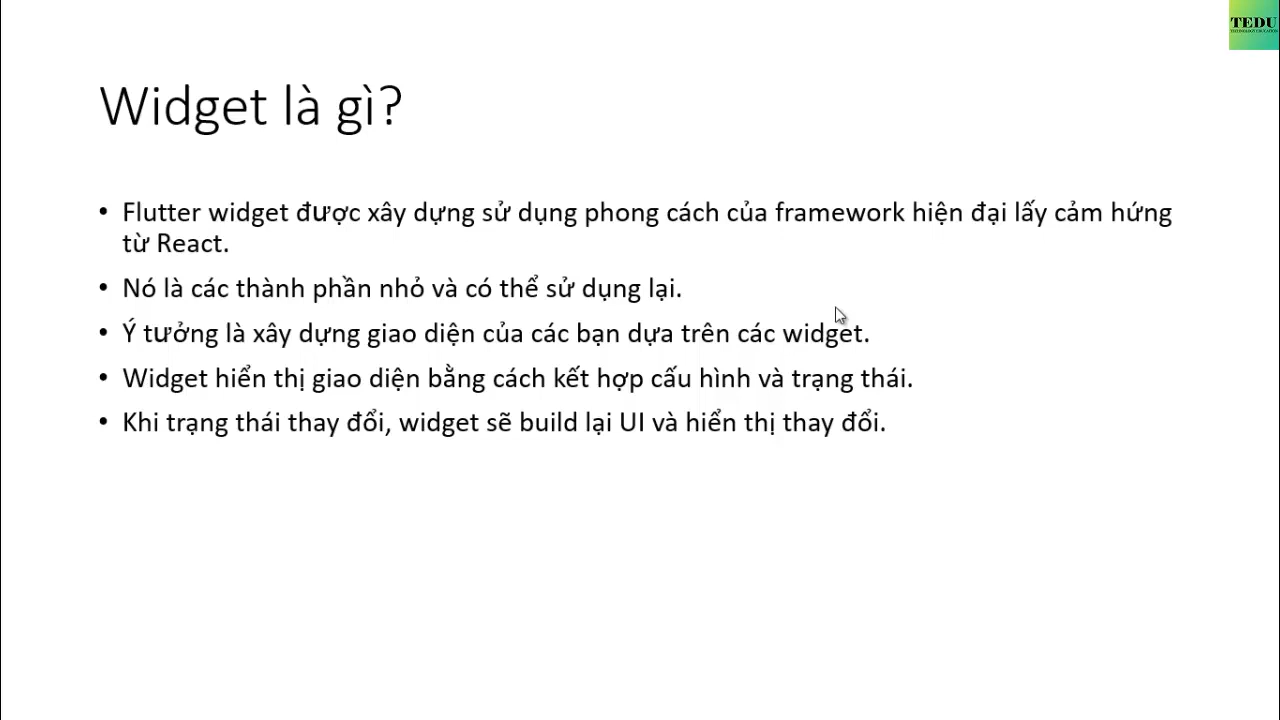 TEDU
Widget là gì?
• Flutter widget được xây dựng sử dụng phong cách của framework hiện đại lấy cảm hứng
từ React.
• Nó là các thành phần nhỏ và có thể sử dụng lại.
• Ý tưởng là xây dựng giao diện của các bạn dựa trên các widget.
• Widget hiển thị giao diện bằng cách kết hợp cấu hình và trạng thái.
• Khi trạng thái thay đổi, widget sẽ build lại UI và hiển thị thay đổi.